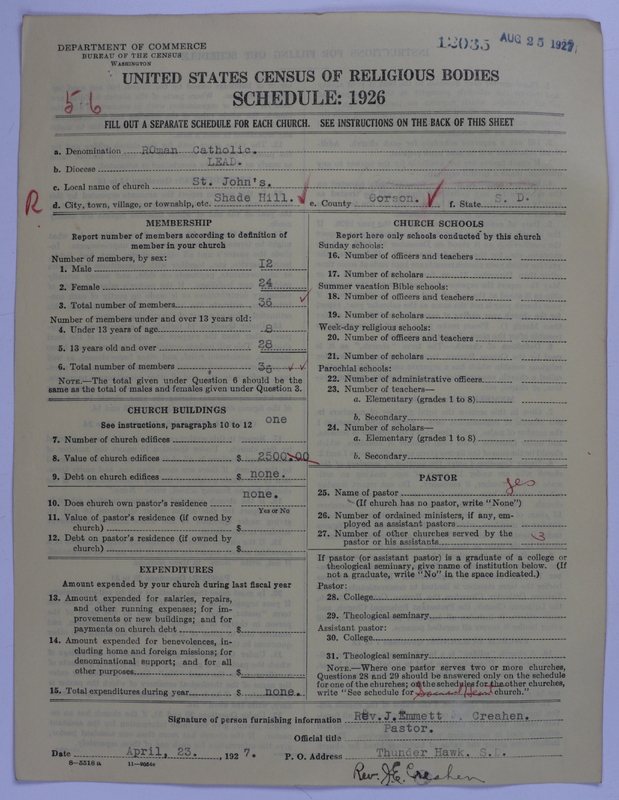 12035 AUG 25 1927
DEPARTMENT OF COMMERCE
BUREAU OF THE CENSUS
WASHINGTON
UNITED STATES CENSUS OF RELIGIOUS BODIES
56
SCHEDULE: 1926
FILL OUT A SEPARATE SCHEDULE FOR EACH CHURCH. SEE INSTRUCTIONS ON THE BACK OF THIS SHEET
a. Denomination ROman Catholic.
b. Diocese LEAD.
c. Local name of church St. John's.
R d. City, town, village, or township, etc. Shade Hill. e. County Corson. f. State S. D.
MEMBERSHIP
Report number of members according to definition of
member in your church
Number of members, by sex:
1. Male 12
2. Female 24
3. Total number of members 36
Number of members under and over 13 years old:
4. Under 13 years of age 8
5. 13 years old and over 28
6. Total number of members 36
NOTE.—The total given under Question 6 should be the
same as the total of males and females given under Question 3.
CHURCH BUILDINGS
See instructions, paragraphs 10 to 12
7. Number of church edifices one
8. Value of church edifices $ 2500.00
9. Debt on church edifices $ none.
10. Does church own pastor's residence none.
Yes or No
11. Value of pastor's residence (if owned by
church) $
12. Debt on pastor's residence (if owned by
church) $
EXPENDITURES
Amount expended by your church during last fiscal year
13. Amount expended for salaries, repairs,
and other running expenses; for im-
provements or new buildings; and for
payments on church debt $
14. Amount expended for benevolences, in-
cluding home and foreign missions; for
denominational support; and for all
other purposes $
15. Total expenditures during year $ none.
CHURCH SCHOOLS
Report here only schools conducted by this church
Sunday schools:
16. Number of officers and teachers
17. Number of scholars
Summer vacation Bible schools:
18. Number of officers and teachers
19. Number of scholars
Week-day religious schools:
20. Number of officers and teachers
21. Number of scholars
Parochial schools:
22. Number of administrative officers
23. Number of teachers—
a. Elementary (grades 1 to 8)
b. Secondary
24. Number of scholars—
a. Elementary (grades 1 to 8)
b. Secondary
PASTOR
25. Name of pastor yes
(If church has no pastor, write "None")
26. Number of ordained ministers, if any, em-
ployed as assistant pastors
27. Number of other churches served by the
pastor or his assistants 3
If pastor (or assistant pastor) is a graduate of a college or
theological seminary, give name of institution below. (If
not a graduate, write "No" in the space indicated.)
Pastor:
28. College
29. Theological seminary
Assistant pastor:
30. College
31. Theological seminary
NOTE.—Where one pastor serves two or more churches,
Questions 28 and 29 should be answered only on the schedule
for one of the churches; on the schedules for the other churches,
write "See schedule for Sacred Heart church."
Signature of person furnishing information Rev.J.Emmett Creahen.
Official title Pastor.
Date April, 23. 1927. P. O. Address Thunder Hawk. S.D.
8—5518 a
Rev. J.E. Creahen